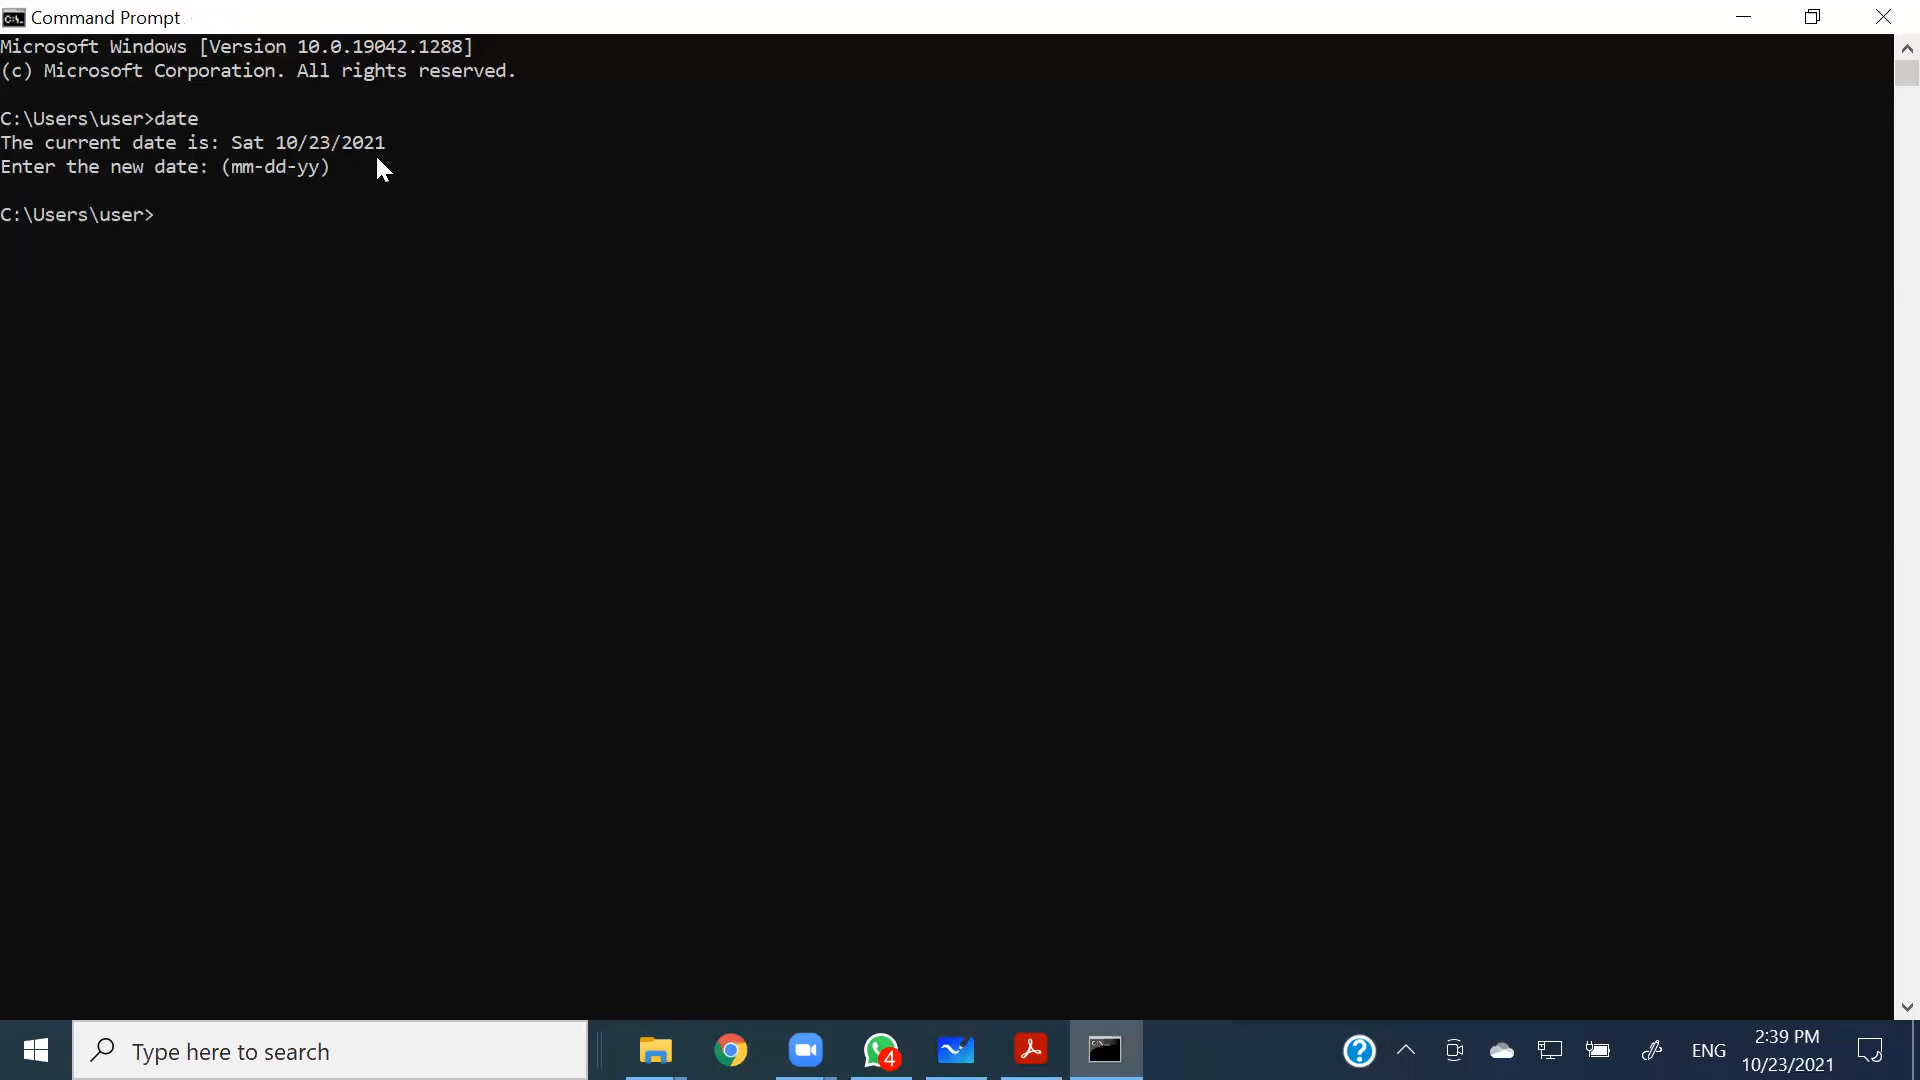 Command Prompt
Microsoft Windows [Version 10.0.19042.1288]
(c) Microsoft Corporation. All rights reserved.
C:\Users\user>date
The current date is: Sat 10/23/2021
Enter the new date: (mm-dd-yy)
C:\Users\user>
Type here to search
4
ENG
2:39 PM
10/23/2021